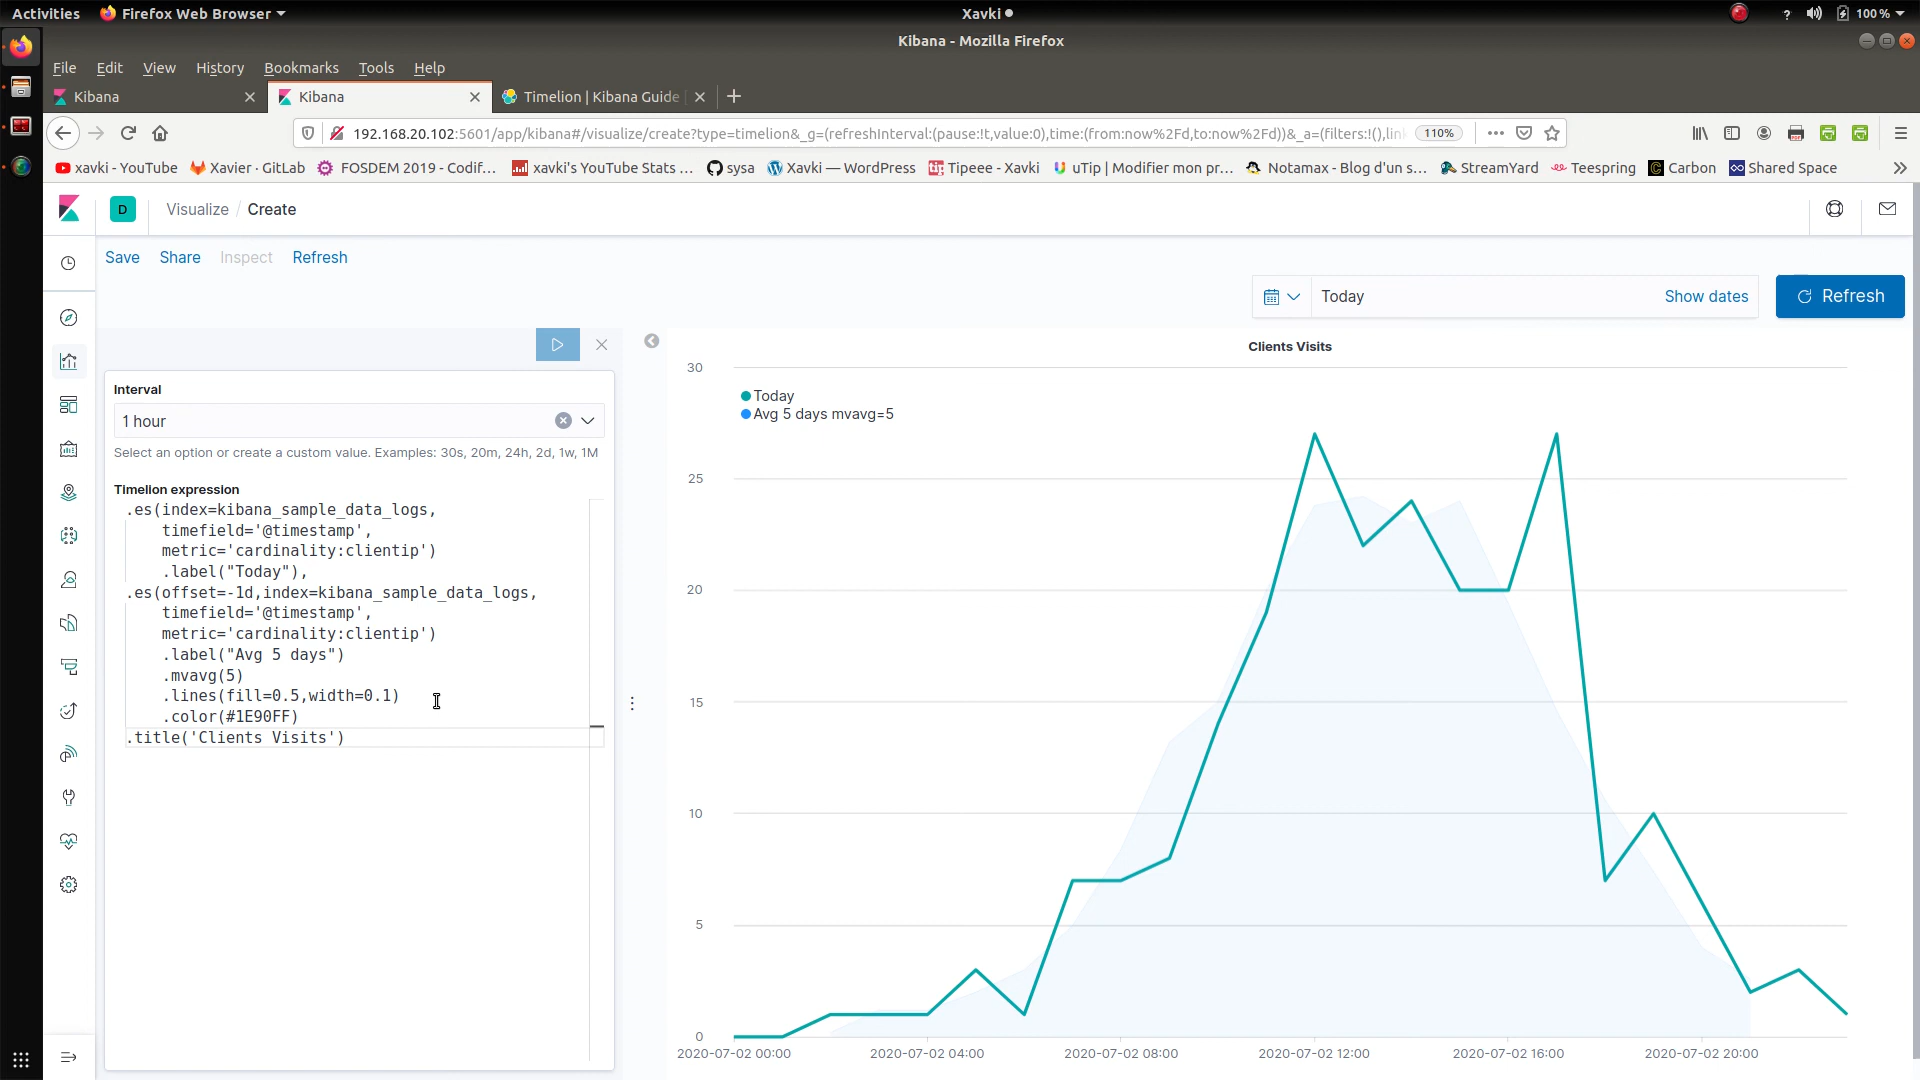 Activities Firefox Web Browser Xavki ? 100 %
Kibana - Mozilla Firefox
File Edit View History Bookmarks Tools Help
Kibana Kibana Timelion | Kibana Guide
192.168.20.102:5601/app/kibana#/visualize/create?type=timelion&_g=(refreshInterval:(pause:!t,value:0),time:(from:now%2Fd,to:now%2Fd))&_a=(filters:!(),lin 110%
xavki - YouTube Xavier · GitLab FOSDEM 2019 - Codif... xavki's YouTube Stats ... sysa Xavki — WordPress Tipeee - Xavki uTip | Modifier mon pr... Notamax - Blog d'un s... StreamYard Teespring Carbon Shared Space
D Visualize / Create
Save Share Inspect Refresh
Today Show dates Refresh
Interval
1 hour
Select an option or create a custom value. Examples: 30s, 20m, 24h, 2d, 1w, 1M
Timelion expression
.es(index=kibana_sample_data_logs,
timefield='@timestamp',
metric='cardinality:clientip')
.label("Today"),
.es(offset=-1d,index=kibana_sample_data_logs,
timefield='@timestamp',
metric='cardinality:clientip')
.label("Avg 5 days")
.mvavg(5)
.lines(fill=0.5,width=0.1)
.color(#1E90FF)
.title('Clients Visits')
Clients Visits
Today
Avg 5 days mvavg=5
30
25
20
15
10
5
0
2020-07-02 00:00 2020-07-02 04:00 2020-07-02 08:00 2020-07-02 12:00 2020-07-02 16:00 2020-07-02 20:00